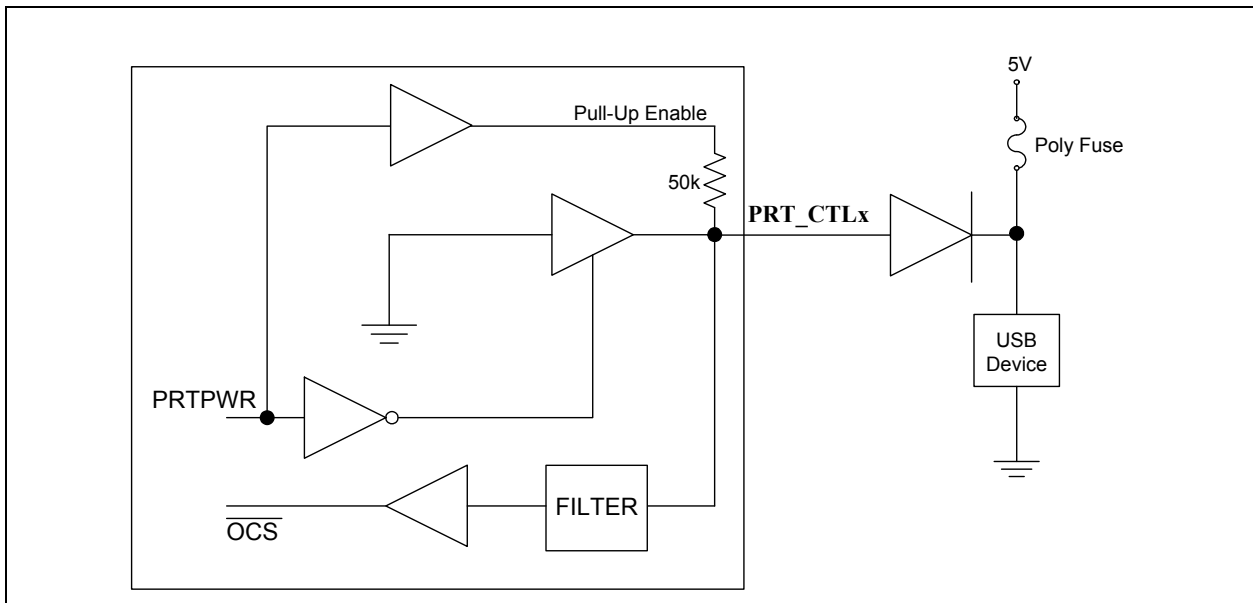 5V
Pull-Up Enable
Poly Fuse
50k
PRT_CTLx
USB
Device
PRTPWR
FILTER
OCS